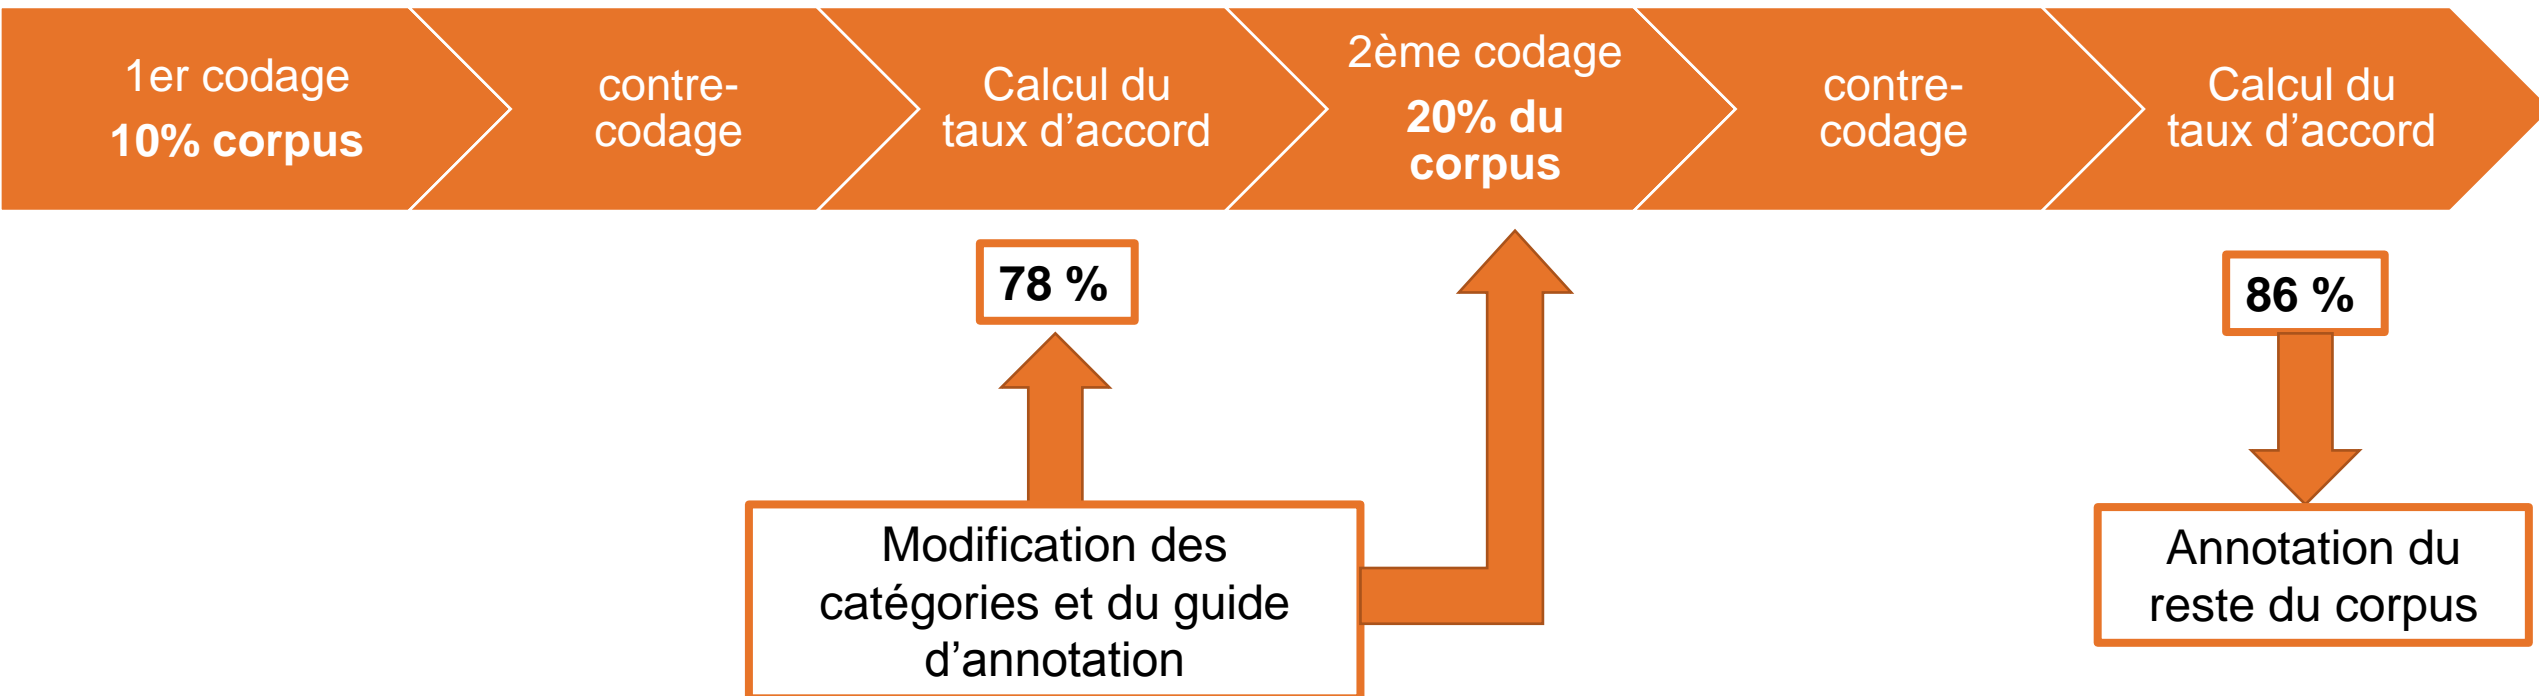 1er codage
10% corpus
contre-
codage
Calcul du
taux d’accord
2ème codage
20% du
corpus
contre-
codage
Calcul du
taux d’accord
78 %
86 %
Modification des
catégories et du guide
d’annotation
Annotation du
reste du corpus